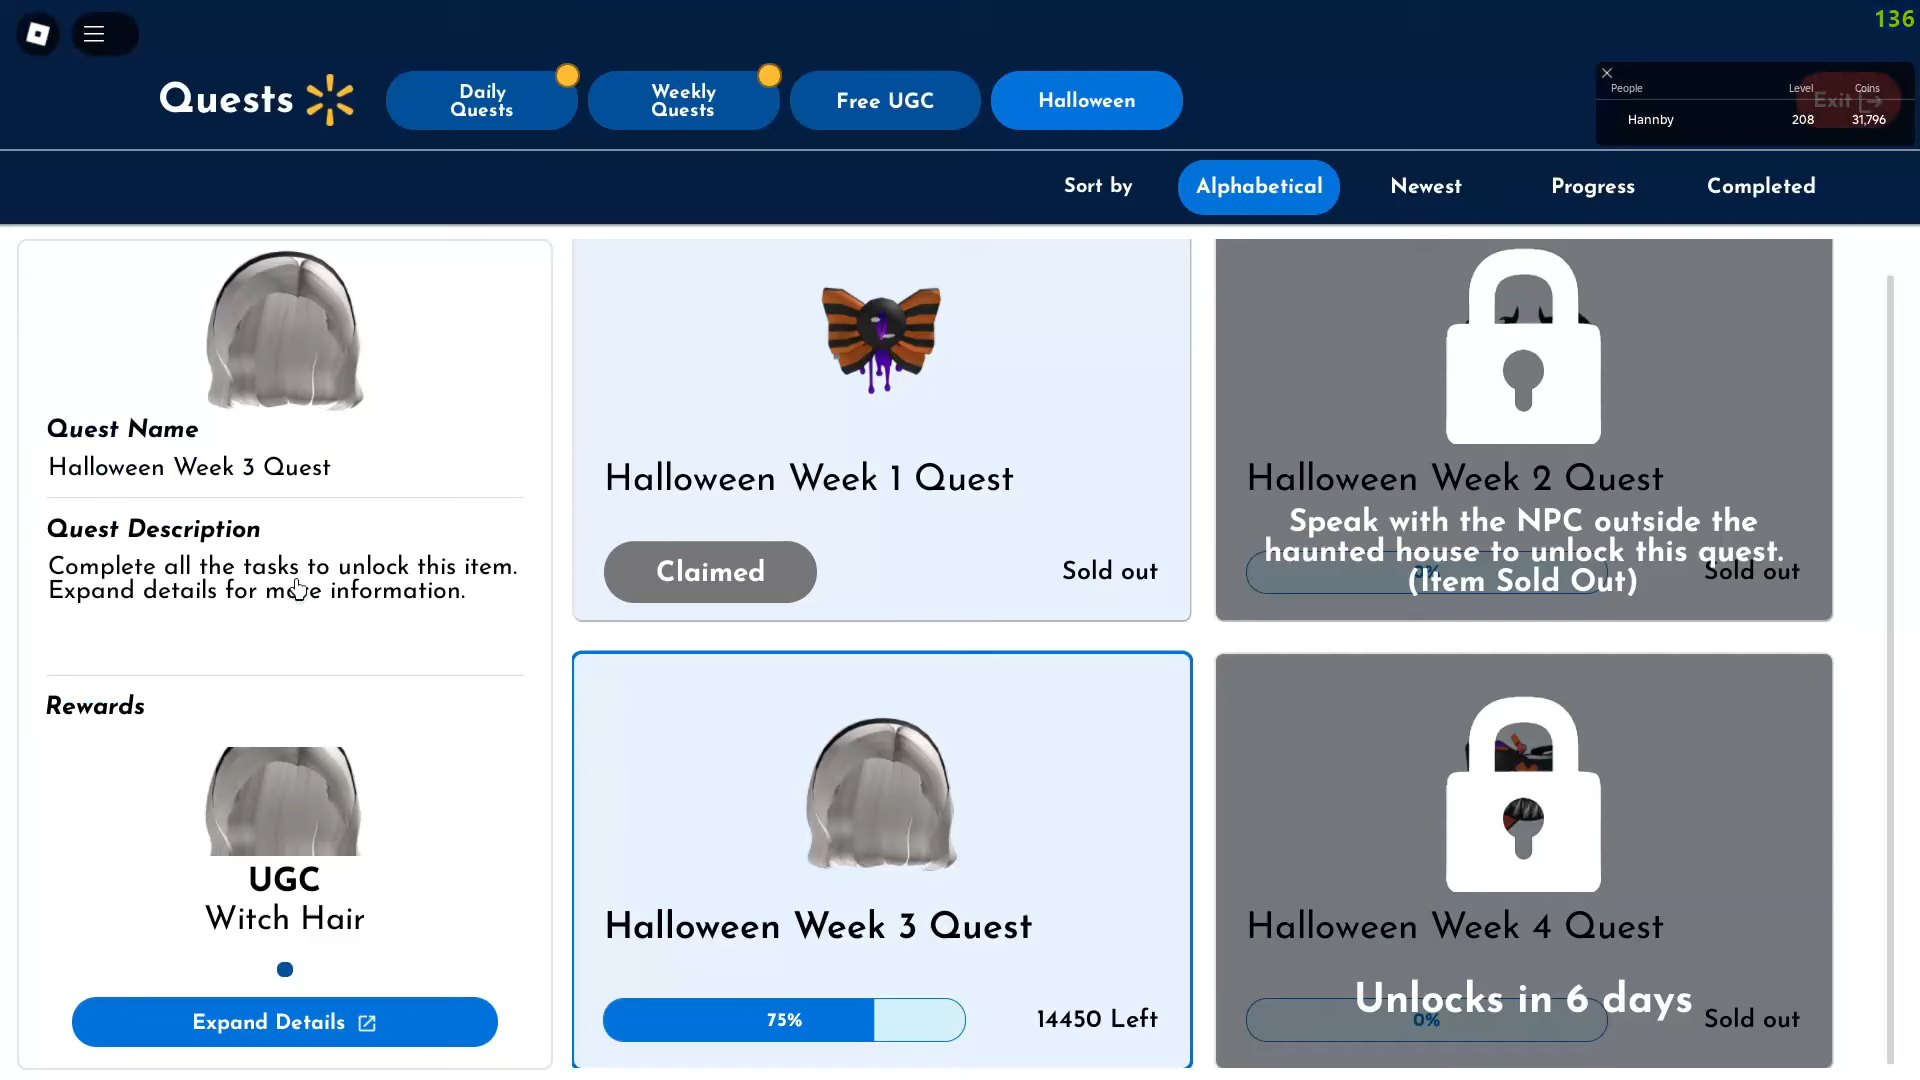 136
Quests
Daily
Quests
Weekly
Quests
Free UGC
Halloween
People
Level
Coins
Exit
Hannby
208
31,796
Sort by
Alphabetical
Newest
Progress
Completed
Quest Name
Halloween Week 3 Quest
Quest Description
Complete all the tasks to unlock this item.
Expand details for more information.
Rewards
UGC
Witch Hair
Expand Details
Halloween Week 1 Quest
Claimed
Sold out
Halloween Week 2 Quest
Speak with the NPC outside the
haunted house to unlock this quest.
(Item Sold Out)
Sold out
Halloween Week 3 Quest
75%
14450 Left
Halloween Week 4 Quest
Unlocks in 6 days
0%
Sold out